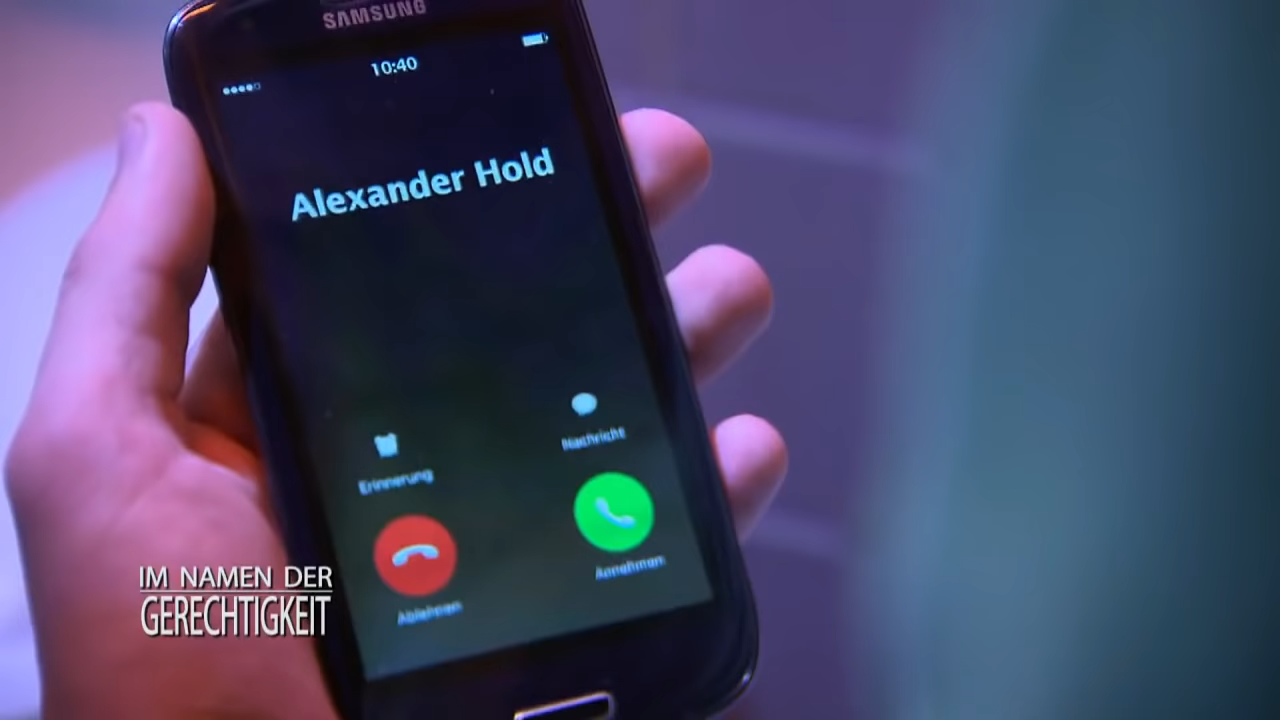 SAMSUNG
10:40
Alexander Hold
Nachricht
Erinnerung
Annehmen
Ablehnen
IM NAMEN DER
GERECHTIGKEIT